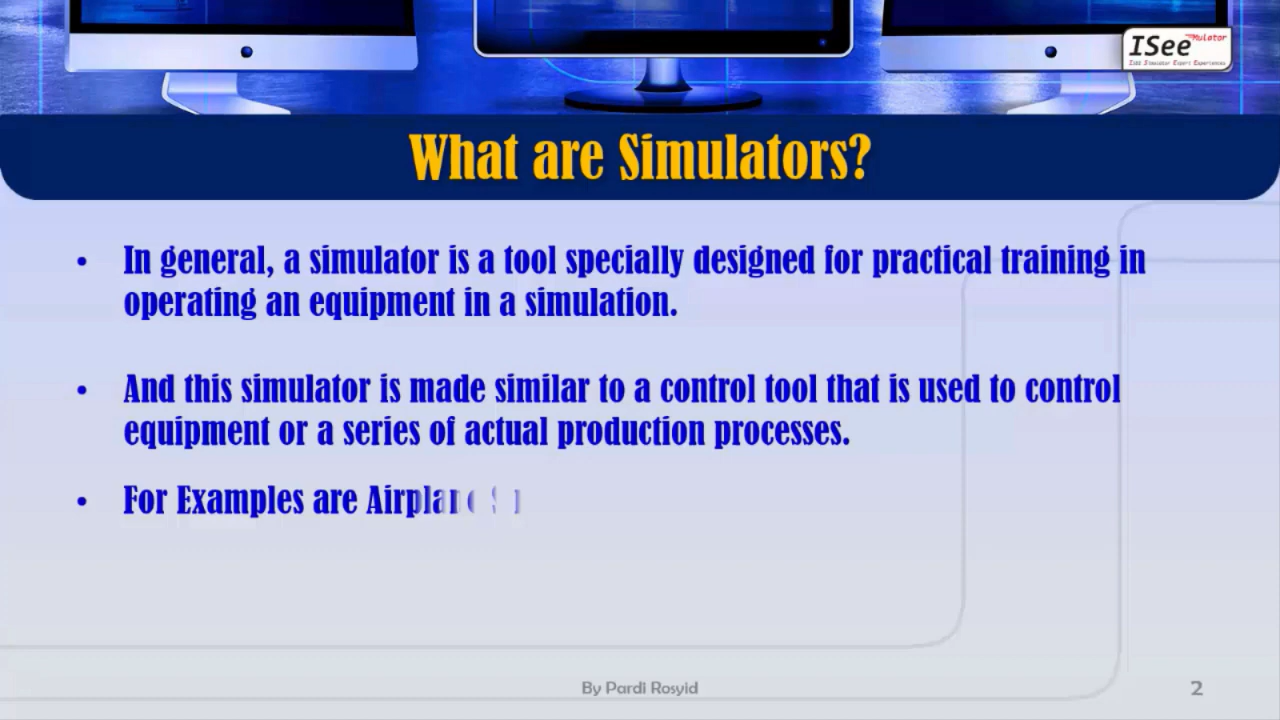 ISee Mulator
What are Simulators?
• In general, a simulator is a tool specially designed for practical training in
operating an equipment in a simulation.
• And this simulator is made similar to a control tool that is used to control
equipment or a series of actual production processes.
• For Examples are Airplane
By Pardi Rosyid
2